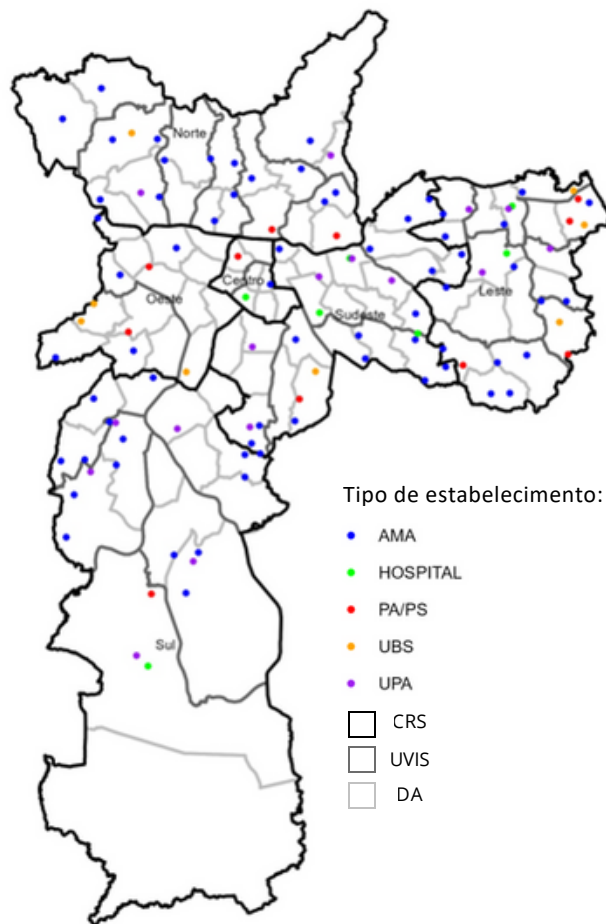 Norte
Centro
Oeste
Sudeste
Leste
Sul
Tipo de estabelecimento:
AMA
HOSPITAL
PA/PS
UBS
UPA
CRS
UVIS
DA